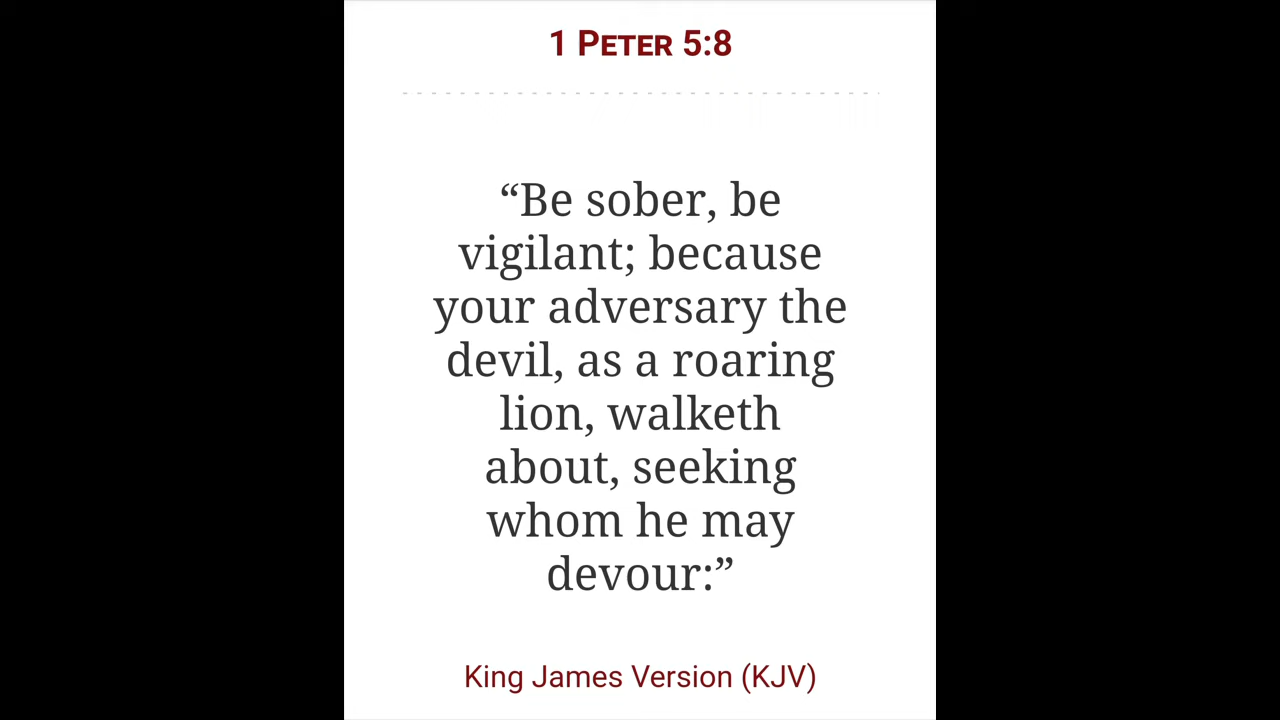 1 PETER 5:8
“Be sober, be
vigilant; because
your adversary the
devil, as a roaring
lion, walketh
about, seeking
whom he may
devour:”
King James Version (KJV)